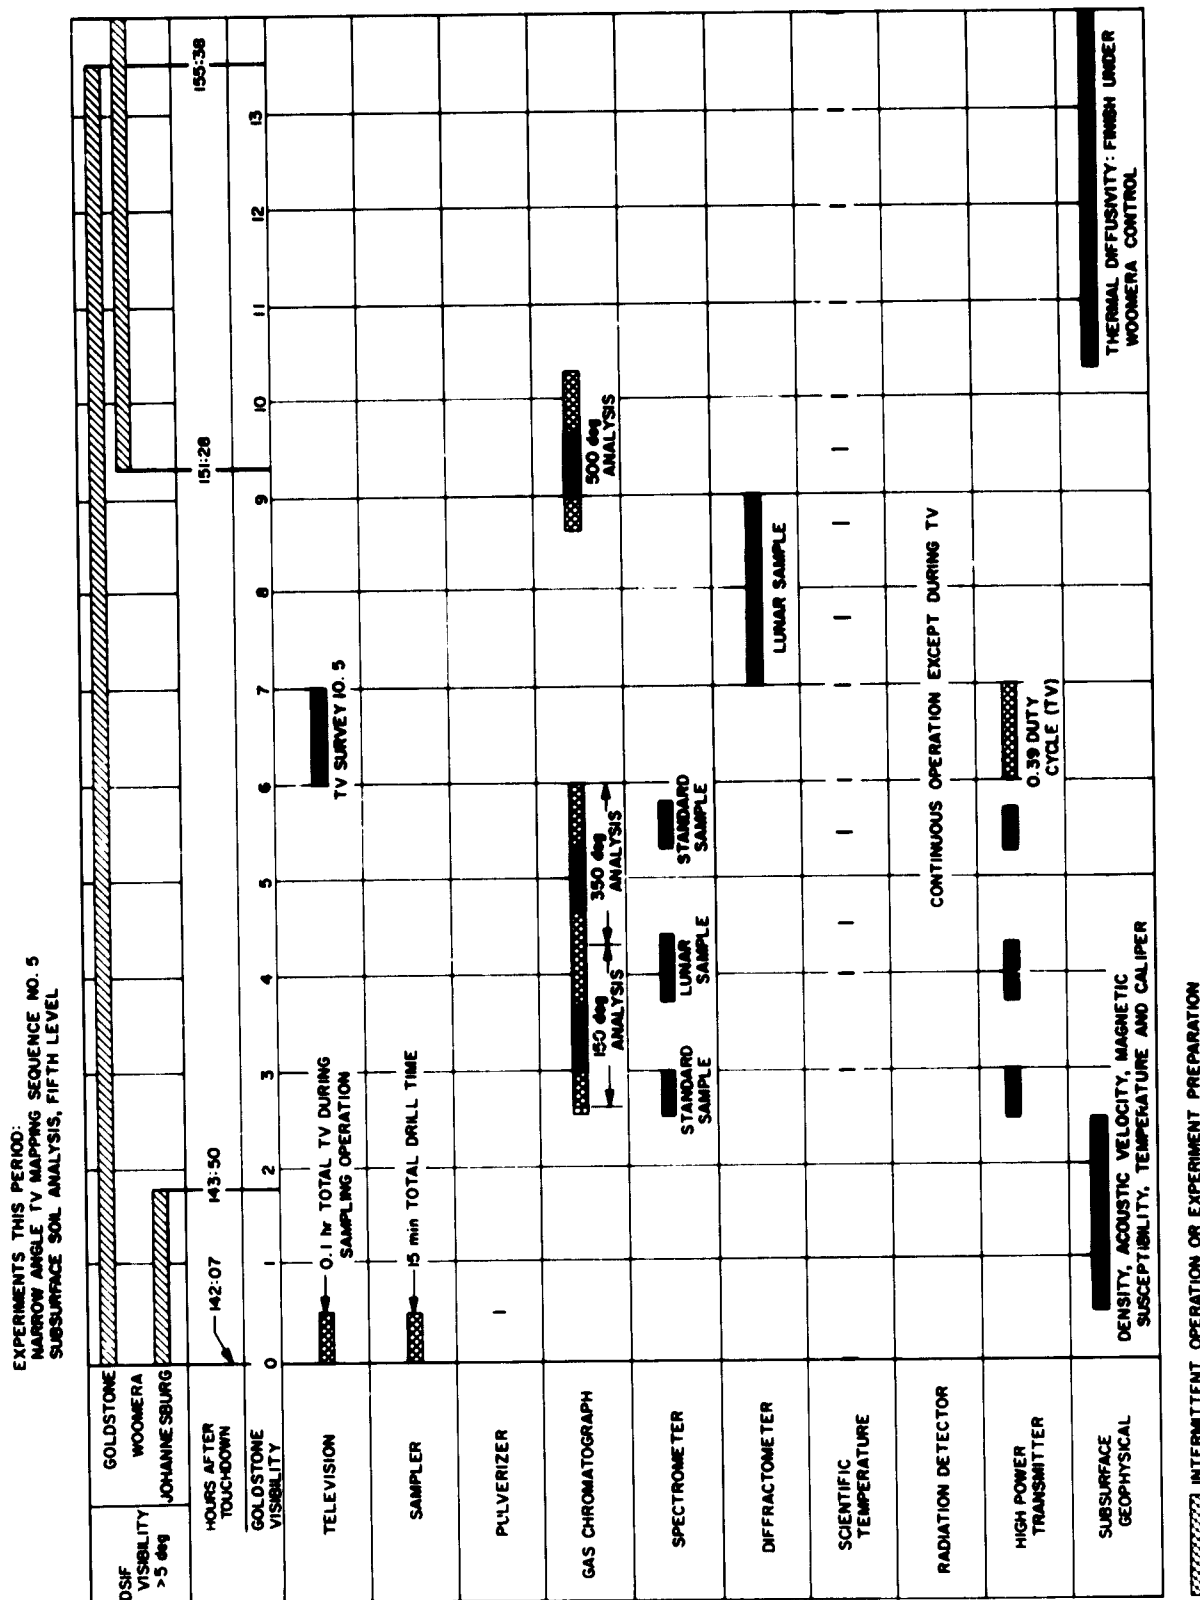 EXPERIMENTS THIS PERIOD:
NARROW ANGLE TV MAPPING SEQUENCE NO. 5
SUBSURFACE SOIL ANALYSIS, FIFTH LEVEL
DSIF
VISIBILITY
>5 deg
GOLDSTONE
WOOMERA
JOHANNESBURG
HOURS AFTER
TOUCHDOWN
142:07
143:50
151:28
155:38
GOLDSTONE
VISIBILITY
0 1 2 3 4 5 6 7 8 9 10 11 12 13
TELEVISION
0.1 hr TOTAL TV DURING
SAMPLING OPERATION
TV SURVEY 10.5
SAMPLER
15 min TOTAL DRILL TIME
PULVERIZER
GAS CHROMATOGRAPH
150 deg
ANALYSIS
350 deg
ANALYSIS
500 deg
ANALYSIS
SPECTROMETER
STANDARD
SAMPLE
LUNAR
SAMPLE
STANDARD
SAMPLE
DIFFRACTOMETER
LUNAR SAMPLE
SCIENTIFIC
TEMPERATURE
RADIATION DETECTOR
CONTINUOUS OPERATION EXCEPT DURING TV
HIGH POWER
TRANSMITTER
0.39 DUTY
CYCLE (TV)
SUBSURFACE
GEOPHYSICAL
DENSITY, ACOUSTIC VELOCITY, MAGNETIC
SUSCEPTIBILITY, TEMPERATURE AND CALIPER
THERMAL DIFFUSIVITY: FINISH UNDER
WOOMERA CONTROL
INTERMITTENT OPERATION OR EXPERIMENT PREPARATION